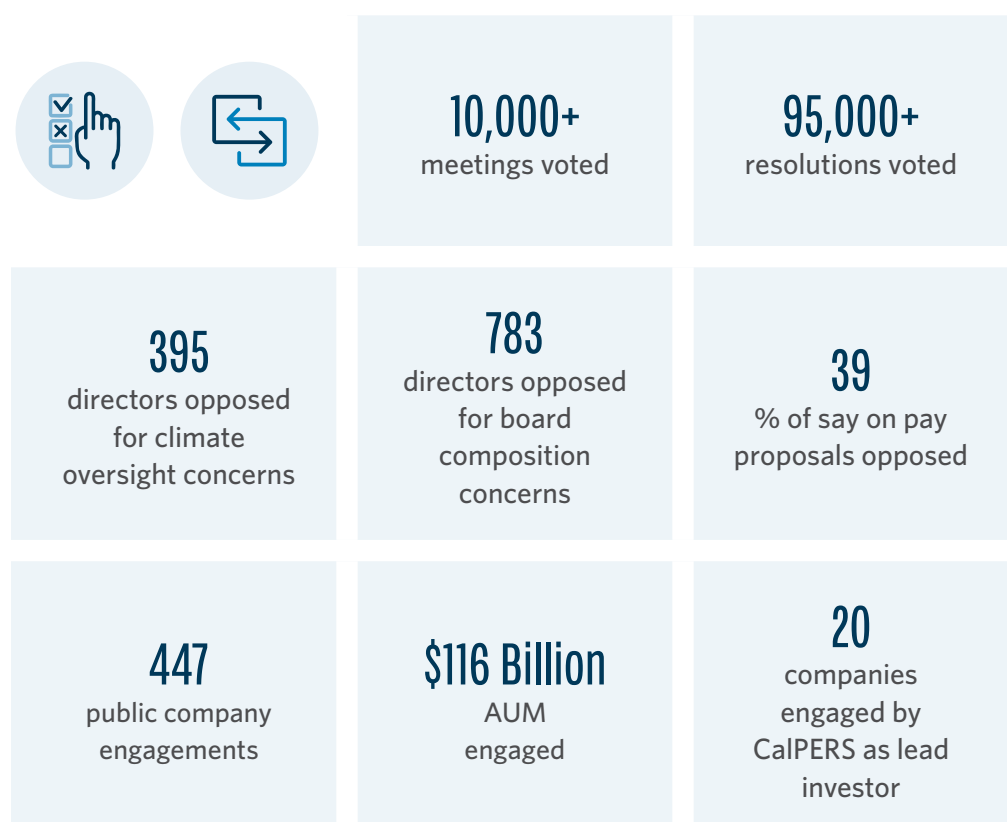 10,000+
meetings voted
95,000+
resolutions voted
395
directors opposed
for climate
oversight concerns
783
directors opposed
for board
composition
concerns
39
% of say on pay
proposals opposed
447
public company
engagements
$116 Billion
AUM
engaged
20
companies
engaged by
CalPERS as lead
investor